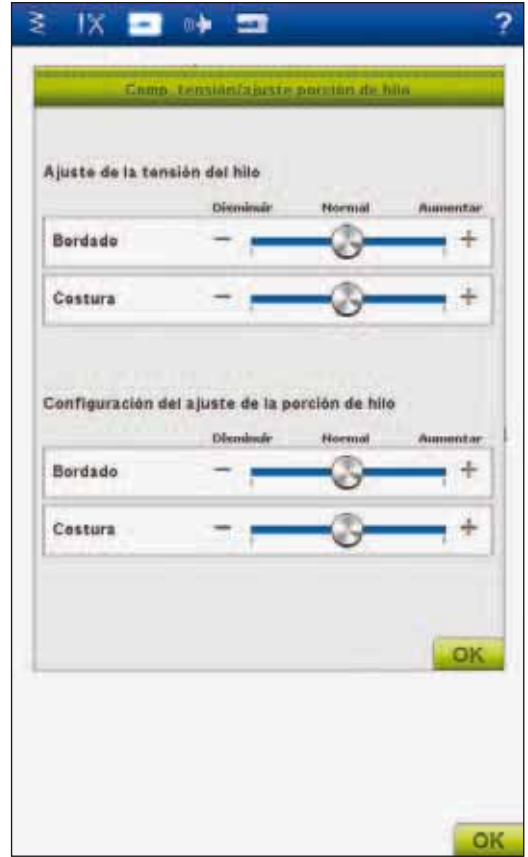 ?
Comp. tensión/ajuste porción de hilo
Ajuste de la tensión del hilo
Disminuir Normal Aumentar
Bordado − +
Costura − +
Configuración del ajuste de la porción de hilo
Disminuir Normal Aumentar
Bordado − +
Costura − +
OK
OK